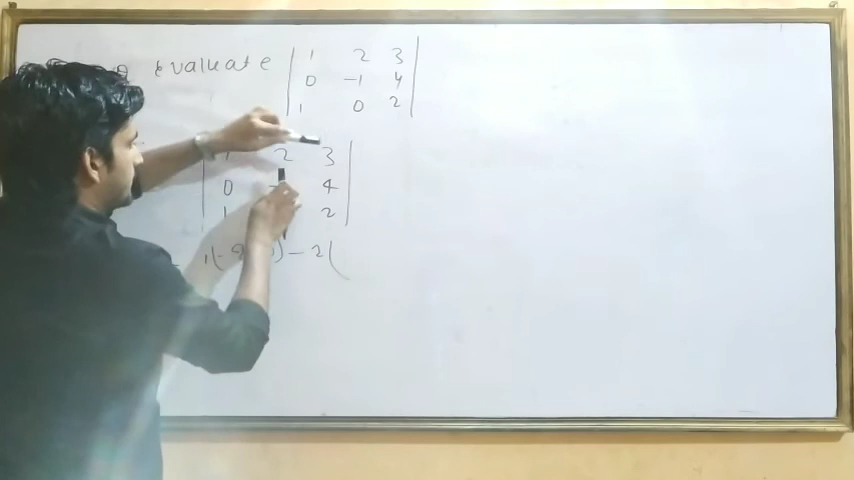 evaluate | 1 2 3 |
| 0 -1 4 |
| 1 0 2 |
| 1 2 3 |
| 0 - 4 |
| 1 2 |
1(- ) - 2(